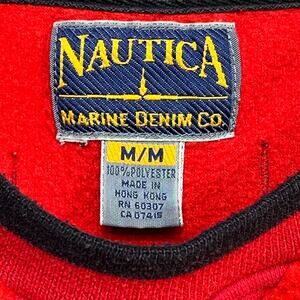 NAUTICA
MARINE DENIM CO.
M/M
100% POLYESTER
MADE IN
HONG KONG
RN 60307
CA 07415